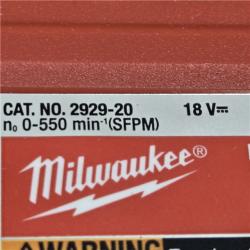 CAT. NO. 2929-20 18 V⎓
n₀ 0-550 min⁻¹(SFPM)
Milwaukee®
WARNING